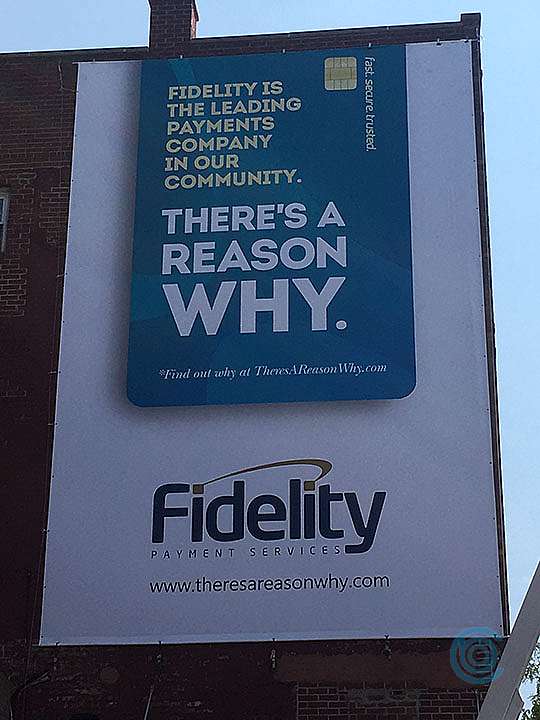 FIDELITY IS
THE LEADING
PAYMENTS
COMPANY
IN OUR
COMMUNITY.
fast. secure trusted.
THERE'S A
REASON
WHY.
*Find out why at TheresAReasonWhy.com
Fidelity
PAYMENT SERVICES
www.theresareasonwhy.com